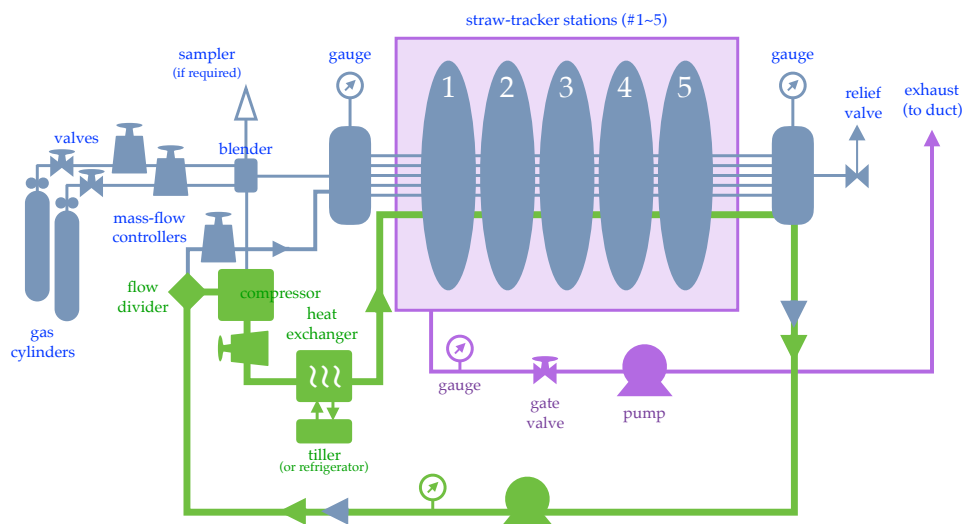 straw-tracker stations (#1~5)
sampler
(if required)
gauge
gauge
relief
valve
exhaust
(to duct)
1
2
3
4
5
valves
blender
mass-flow
controllers
flow
divider
compressor
heat
exchanger
gas
cylinders
gauge
gate
valve
pump
tiller
(or refrigerator)